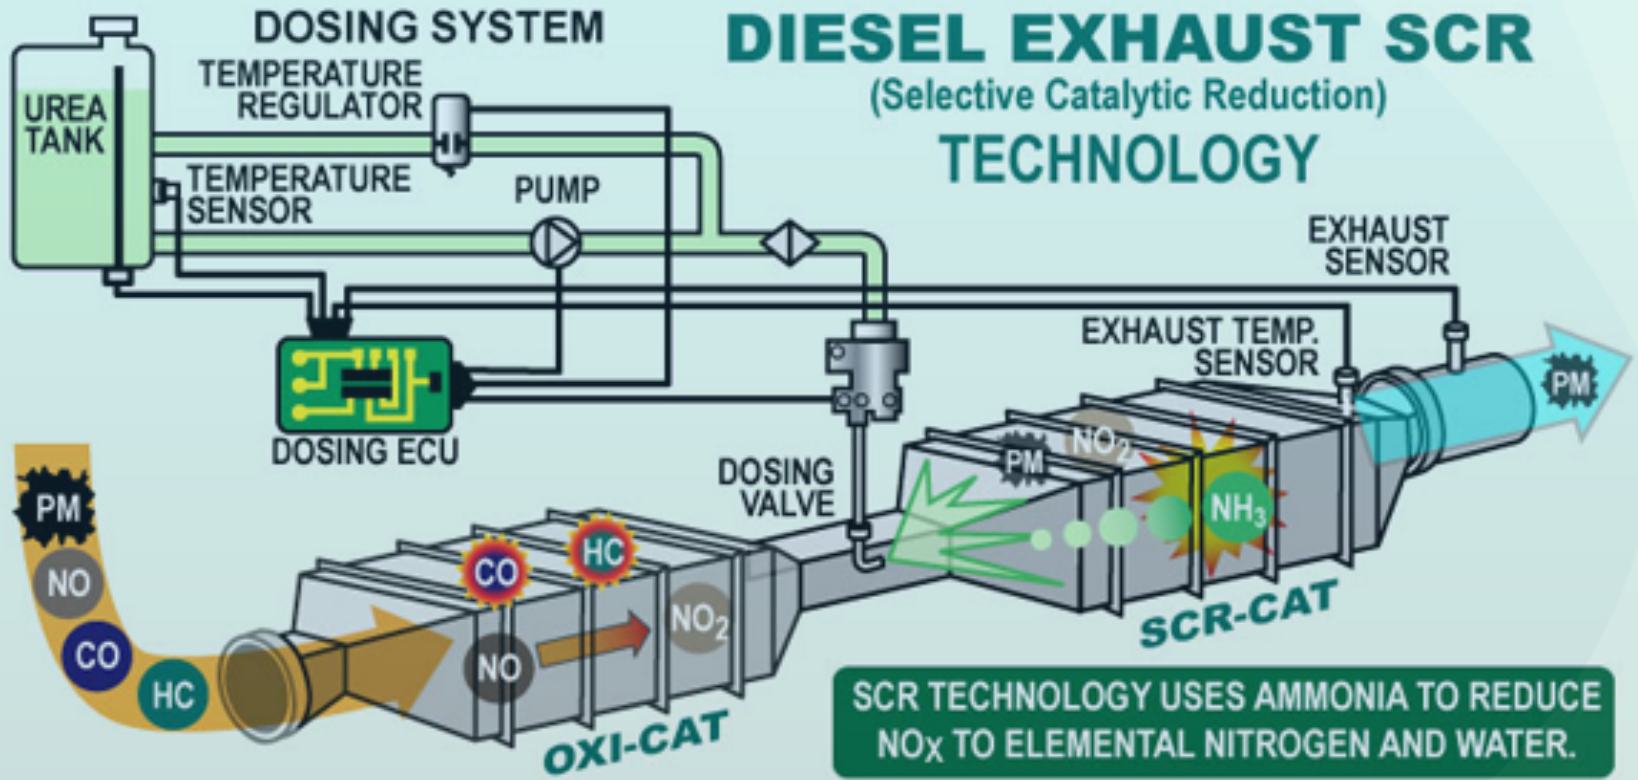 DOSING SYSTEM
DIESEL EXHAUST SCR
(Selective Catalytic Reduction)
TECHNOLOGY
UREA
TANK
TEMPERATURE
REGULATOR
TEMPERATURE
SENSOR
PUMP
EXHAUST
SENSOR
EXHAUST TEMP.
SENSOR
DOSING ECU
DOSING
VALVE
PM
NO
CO
HC
CO
HC
NO
NO₂
OXI-CAT
PM
NO₂
NH₃
SCR-CAT
PM
SCR TECHNOLOGY USES AMMONIA TO REDUCE
NOX TO ELEMENTAL NITROGEN AND WATER.